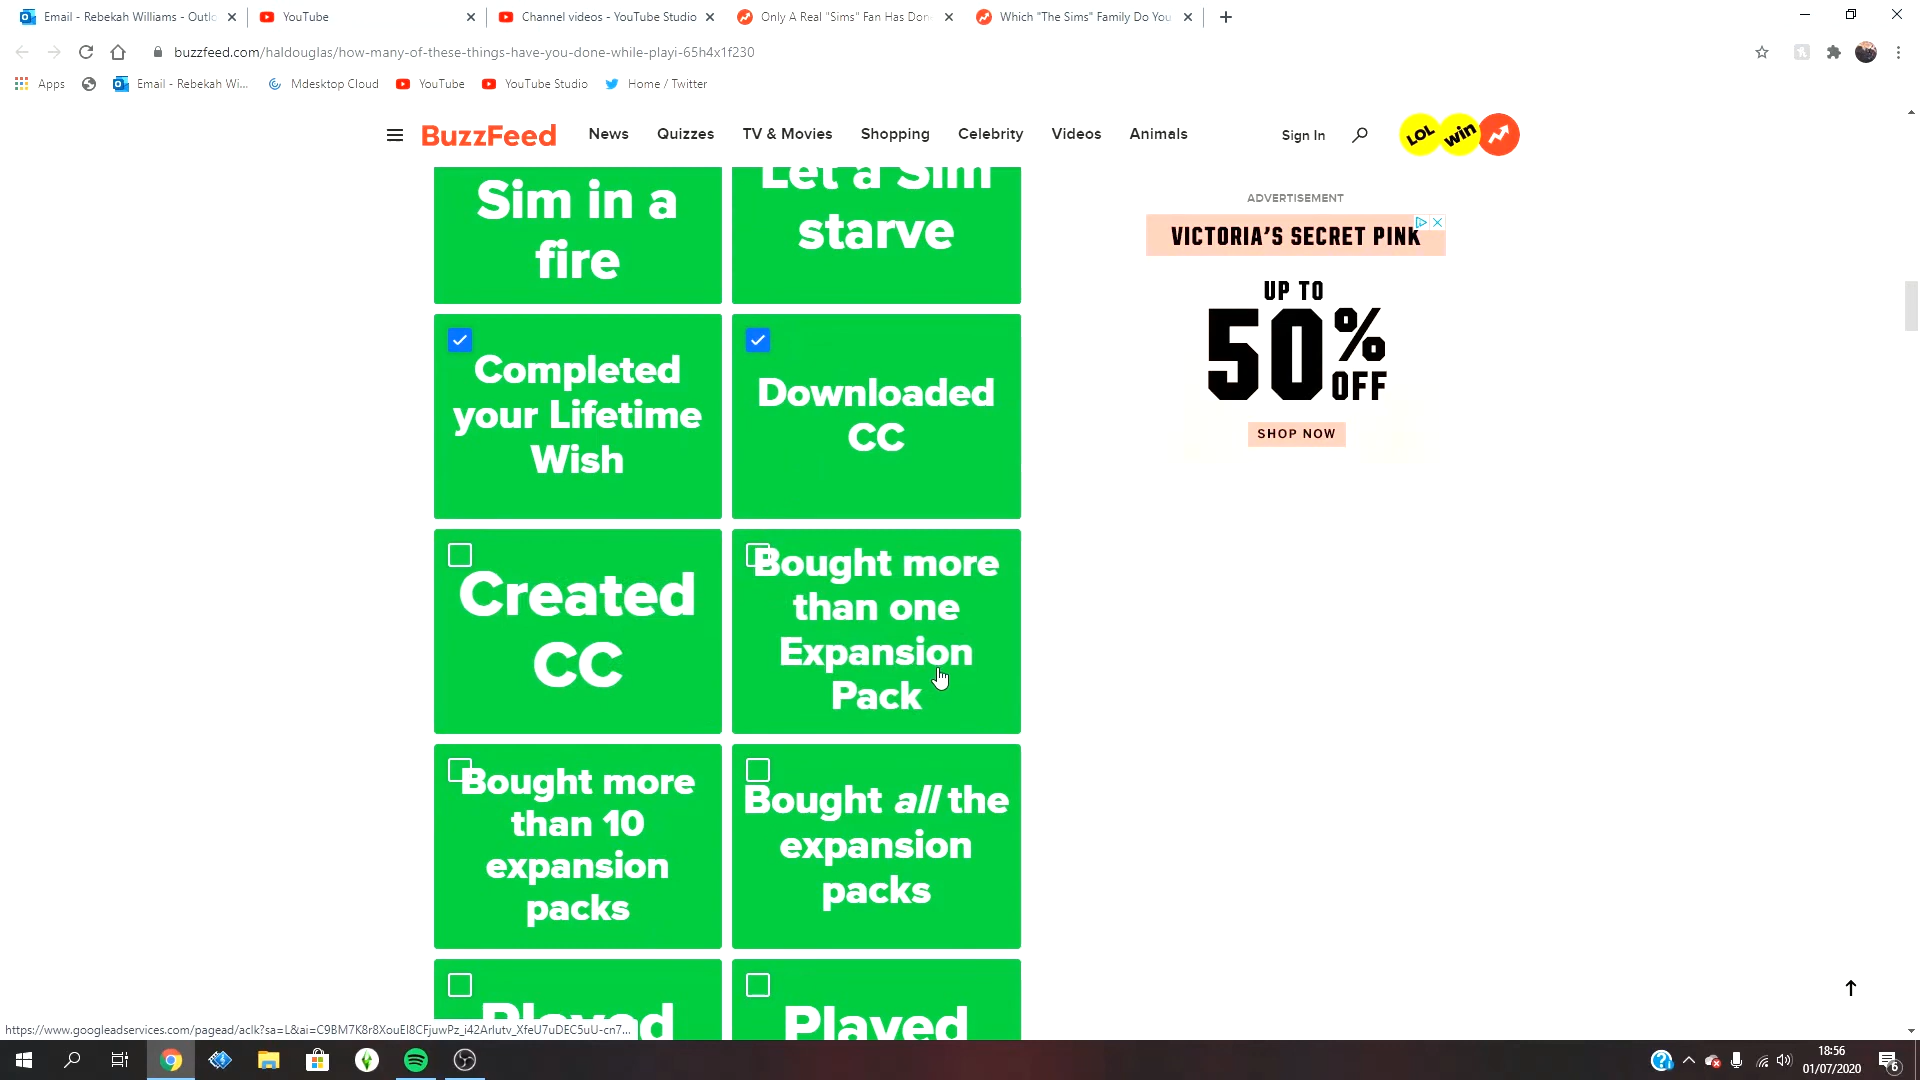 Email - Rebekah Williams - Outlo
YouTube
Channel videos - YouTube Studio
Only A Real "Sims" Fan Has Don
Which "The Sims" Family Do You
buzzfeed.com/haldouglas/how-many-of-these-things-have-you-done-while-playi-65h4x1f230
Apps
Email - Rebekah Wi...
Mdesktop Cloud
YouTube
YouTube Studio
Home / Twitter
BuzzFeed
News
Quizzes
TV & Movies
Shopping
Celebrity
Videos
Animals
Sign In
LOL
win
Sim in a
fire
Let a Sim
starve
ADVERTISEMENT
VICTORIA'S SECRET PINK
UP TO
50%
OFF
SHOP NOW
Completed
your Lifetime
Wish
Downloaded
CC
Created
CC
Bought more
than one
Expansion
Pack
Bought more
than 10
expansion
packs
Bought all the
expansion
packs
Played
Played
https://www.googleadservices.com/pagead/aclk?sa=L&ai=C9BM7K8r8XouEI8CFjuwPz_i42Arlutv_XfeU7uDEC5uU-cn7...
18:56
01/07/2020
6